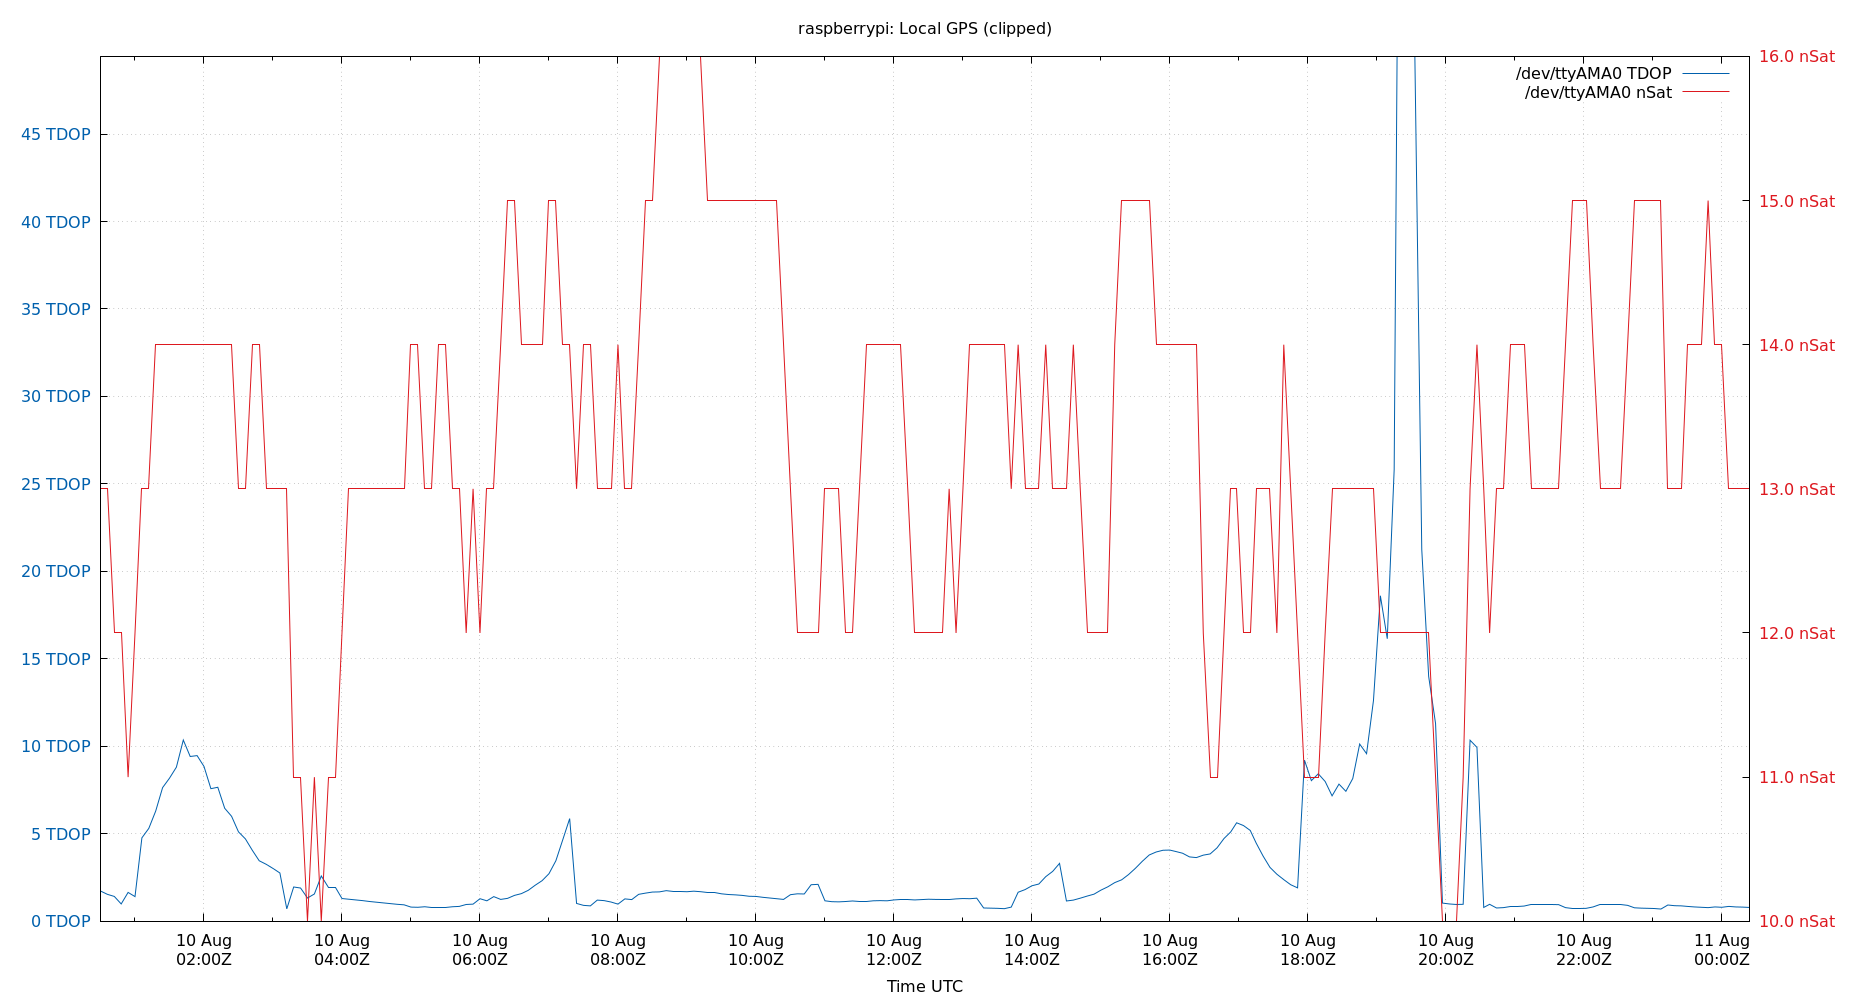 raspberrypi: Local GPS (clipped)
/dev/ttyAMA0 TDOP
/dev/ttyAMA0 nSat
45 TDOP
40 TDOP
35 TDOP
30 TDOP
25 TDOP
20 TDOP
15 TDOP
10 TDOP
5 TDOP
0 TDOP
16.0 nSat
15.0 nSat
14.0 nSat
13.0 nSat
12.0 nSat
11.0 nSat
10.0 nSat
10 Aug
02:00Z
10 Aug
04:00Z
10 Aug
06:00Z
10 Aug
08:00Z
10 Aug
10:00Z
10 Aug
12:00Z
10 Aug
14:00Z
10 Aug
16:00Z
10 Aug
18:00Z
10 Aug
20:00Z
10 Aug
22:00Z
11 Aug
00:00Z
Time UTC